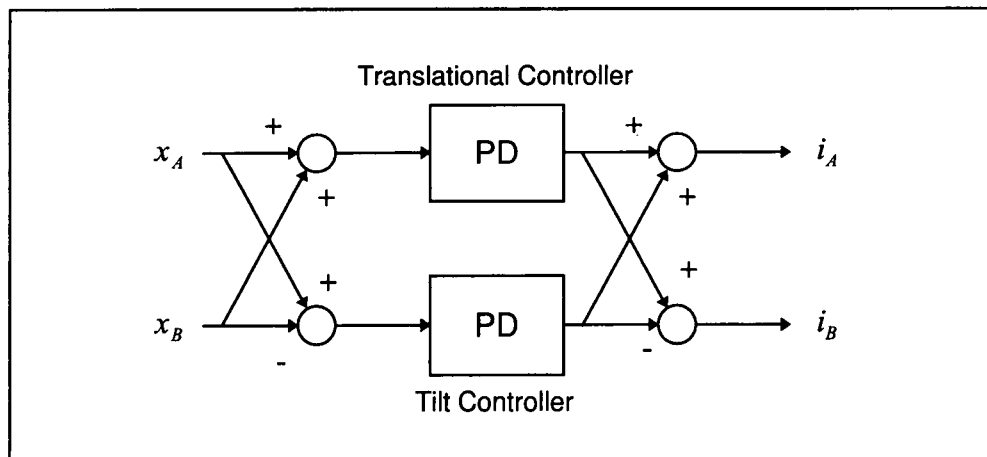 Translational Controller
+
+
x_A
PD
i_A
+
+
+
+
x_B
PD
i_B
-
-
Tilt Controller